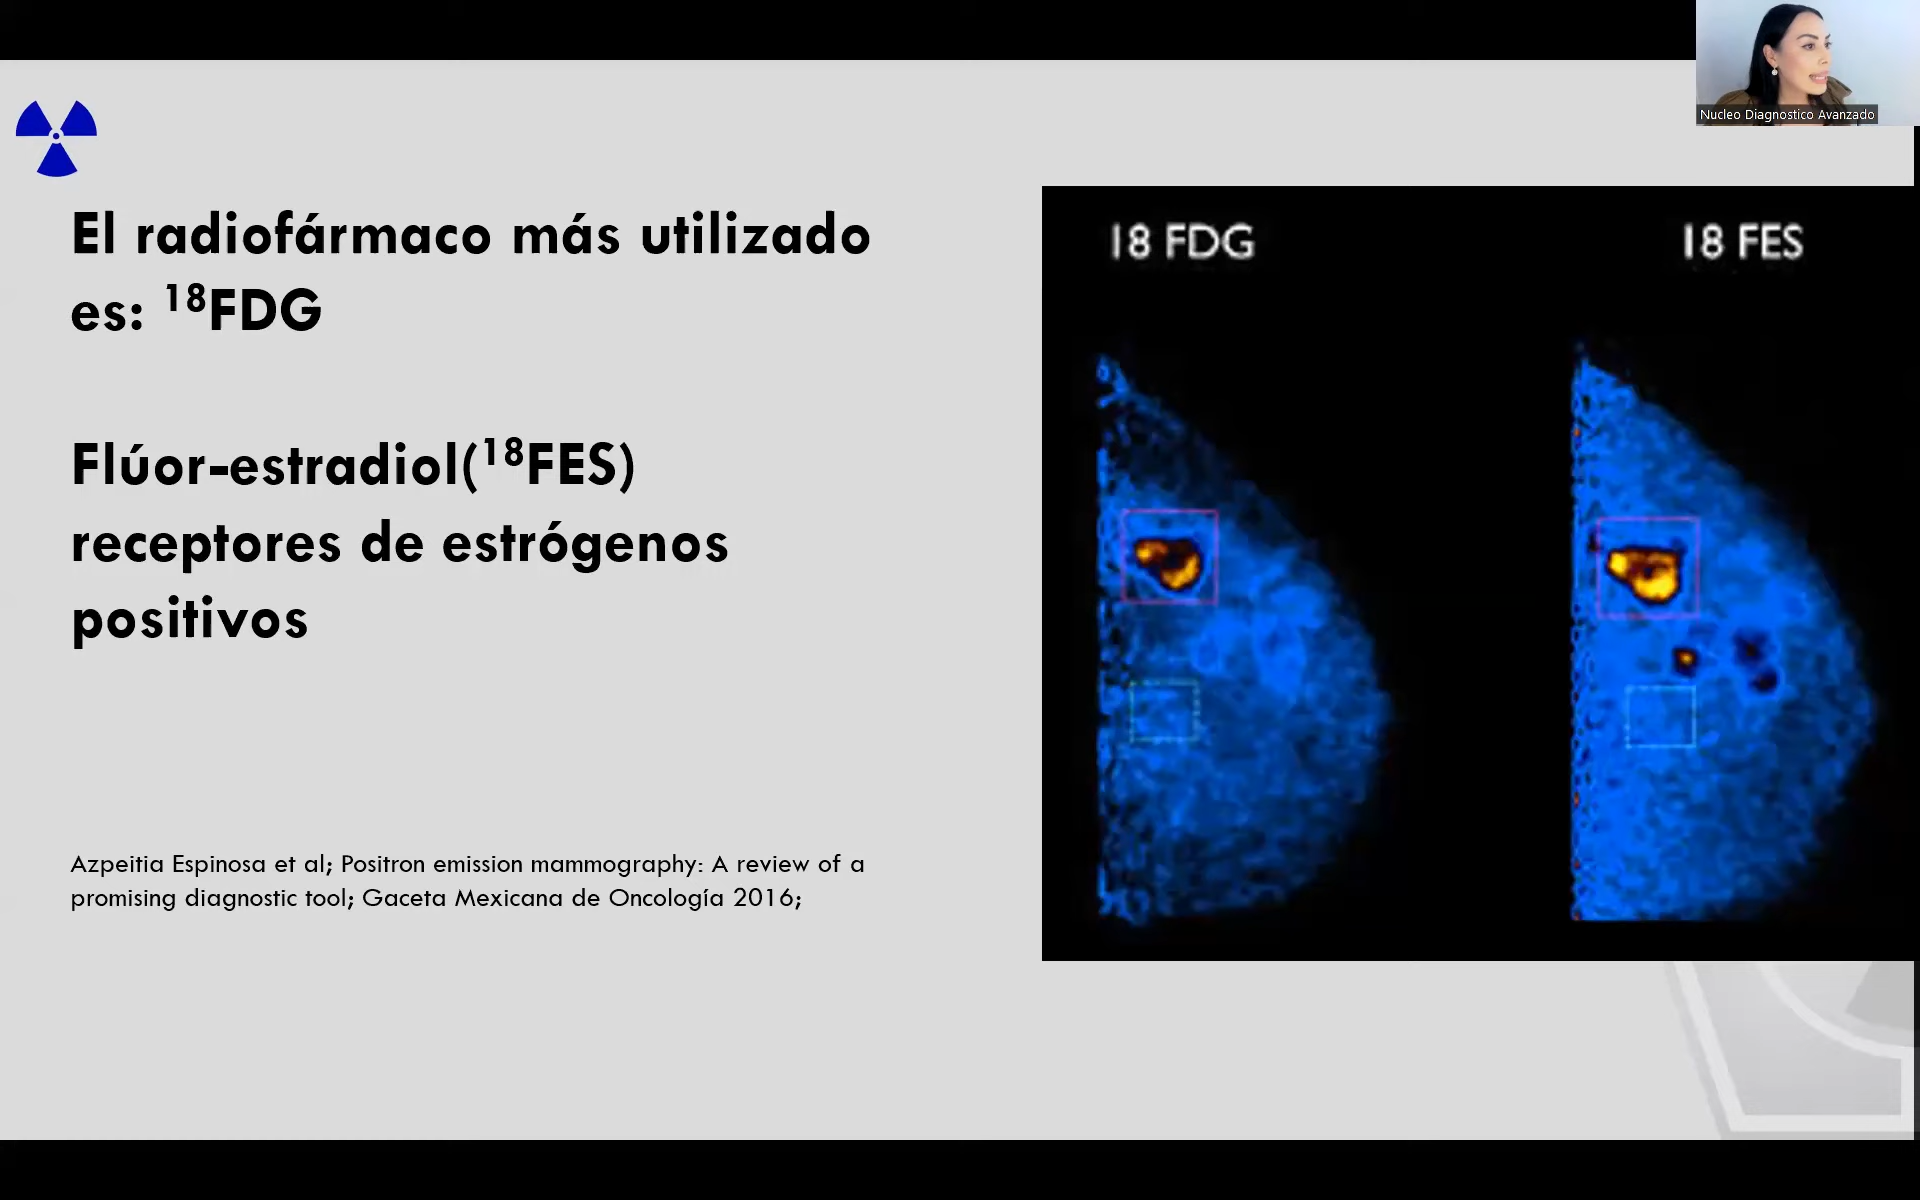 Nucleo Diagnostico Avanzado
El radiofármaco más utilizado
es: ¹⁸FDG
Flúor-estradiol(¹⁸FES)
receptores de estrógenos
positivos
Azpeitia Espinosa et al; Positron emission mammography: A review of a
promising diagnostic tool; Gaceta Mexicana de Oncología 2016;
18 FDG
18 FES